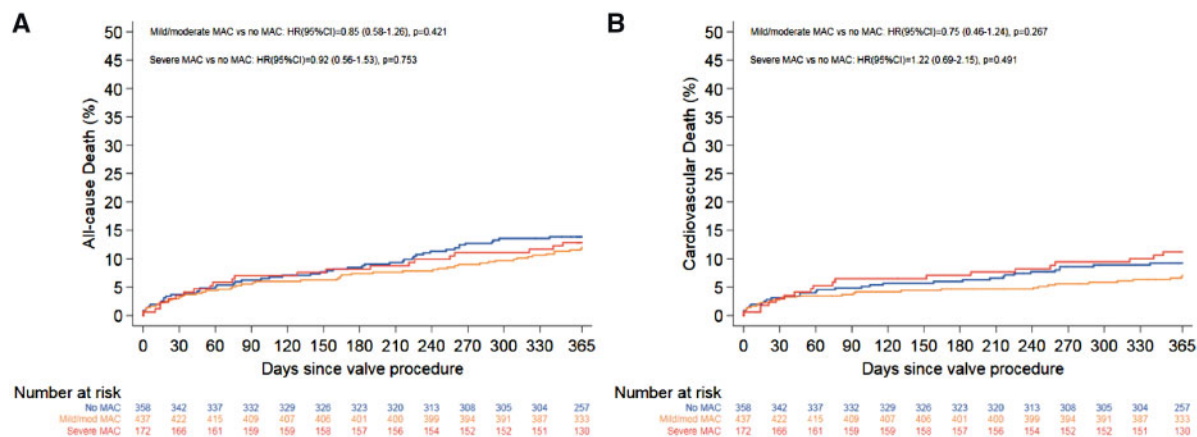 A
Mild/moderate MAC vs no MAC: HR(95%CI)=0.85 (0.58-1.26), p=0.421
Severe MAC vs no MAC: HR(95%CI)=0.92 (0.56-1.53), p=0.753
All-cause Death (%)
50
45
40
35
30
25
20
15
10
5
0
0 30 60 90 120 150 180 210 240 270 300 330 365
Days since valve procedure
Number at risk
No MAC 358 342 337 332 329 326 323 320 313 308 305 304 257
Mild/mod MAC 437 422 415 409 407 406 401 400 399 394 391 387 333
Severe MAC 172 166 161 159 159 158 157 156 154 152 152 151 130
B
Mild/moderate MAC vs no MAC: HR(95%CI)=0.75 (0.46-1.24), p=0.267
Severe MAC vs no MAC: HR(95%CI)=1.22 (0.69-2.15), p=0.491
Cardiovascular Death (%)
50
45
40
35
30
25
20
15
10
5
0
0 30 60 90 120 150 180 210 240 270 300 330 365
Days since valve procedure
Number at risk
No MAC 358 342 337 332 329 326 323 320 313 308 305 304 257
Mild/mod MAC 437 422 415 409 407 406 401 400 399 394 391 387 333
Severe MAC 172 166 161 159 159 158 157 156 154 152 152 151 130